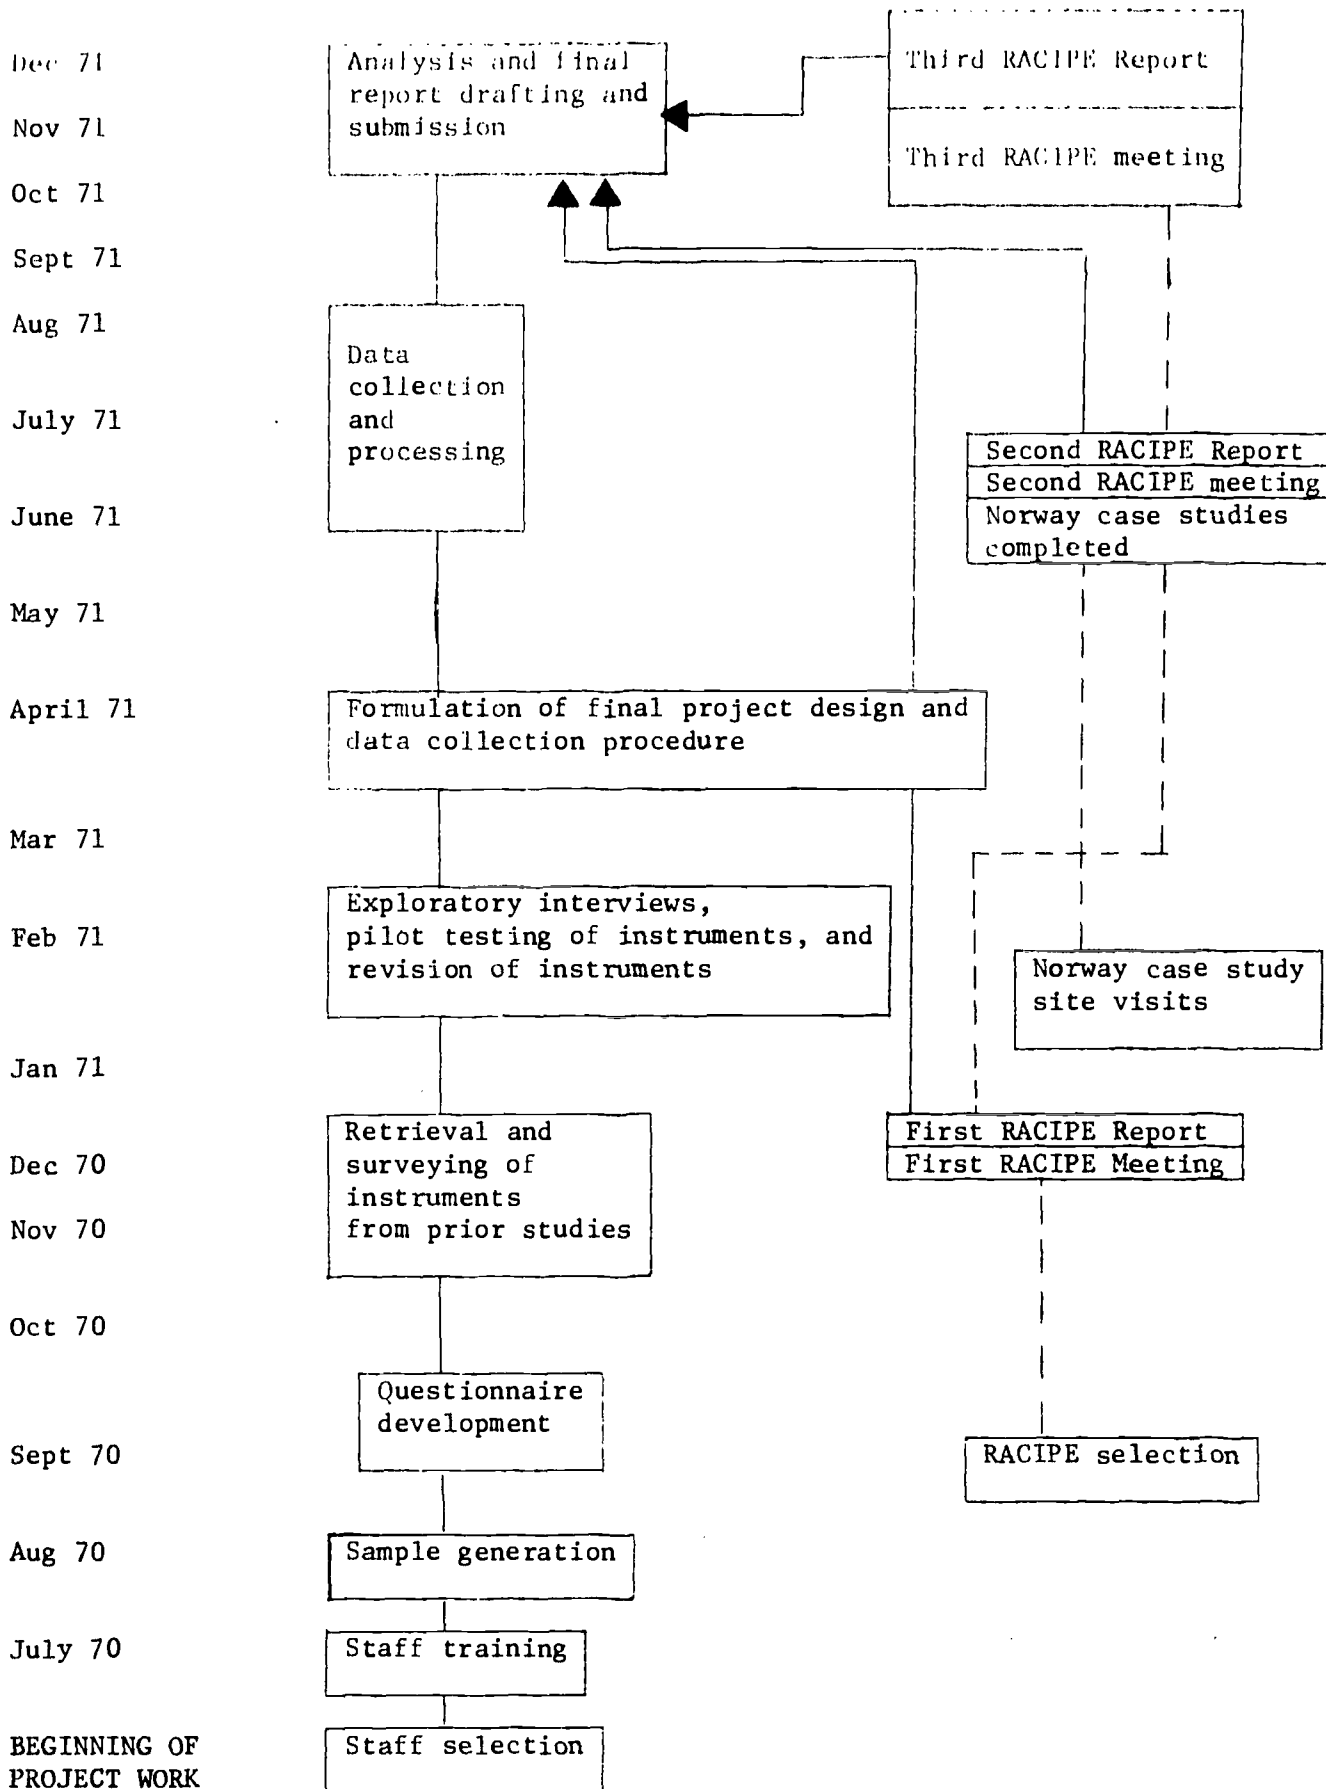 Dec 71
Analysis and final
report drafting and
submission
Third RACIPE Report
Nov 71
Third RACIPE meeting
Oct 71
Sept 71
Aug 71
Data
collection
and
processing
July 71
Second RACIPE Report
Second RACIPE meeting
Norway case studies
completed
June 71
May 71
April 71
Formulation of final project design and
data collection procedure
Mar 71
Exploratory interviews,
pilot testing of instruments, and
revision of instruments
Feb 71
Norway case study
site visits
Jan 71
Retrieval and
surveying of
instruments
from prior studies
First RACIPE Report
First RACIPE Meeting
Dec 70
Nov 70
Oct 70
Questionnaire
development
Sept 70
RACIPE selection
Aug 70
Sample generation
July 70
Staff training
BEGINNING OF
PROJECT WORK
Staff selection